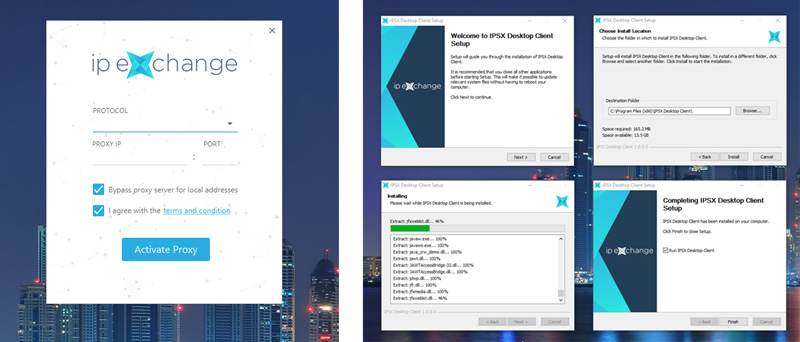 ip exchange
PROTOCOL
PROXY IP
PORT
:
Bypass proxy server for local addresses
I agree with the terms and condition
Activate Proxy
IPSX Desktop Client Setup
Welcome to IPSX Desktop Client
Setup
Setup will guide you through the installation of IPSX Desktop
Client.
It is recommended that you close all other applications
before starting Setup. This will make it possible to update
relevant system files without having to reboot your
computer.
Click Next to continue.
ip exchange
Next >
Cancel
IPSX Desktop Client Setup
Choose Install Location
Choose the folder in which to install IPSX Desktop Client.
Setup will install IPSX Desktop Client in the following folder. To install in a different folder, click
Browse and select another folder. Click Install to start the installation.
Destination Folder
C:\Program Files (x86)\IPSX Desktop Client\
Browse...
Space required: 165.2 MB
Space available: 13.5 GB
IPSX Desktop Client 1.0.0.0
< Back
Install
Cancel
IPSX Desktop Client Setup
Installing
Please wait while IPSX Desktop Client is being installed.
Extract: jfxwebkit.dll... 46%
Extract: javaw.exe... 100%
Extract: javaws.exe... 100%
Extract: java_crw_demo.dll... 100%
Extract: jawt.dll... 100%
Extract: JAWTAccessBridge-32.dll... 100%
Extract: JAWTAccessBridge.dll... 100%
Extract: jdwp.dll... 100%
Extract: jfr.dll... 100%
Extract: jfxmedia.dll... 100%
Extract: jfxwebkit.dll... 100%
IPSX Desktop Client 1.0.0.0
< Back
Next >
Cancel
IPSX Desktop Client Setup
Completing IPSX Desktop Client
Setup
IPSX Desktop Client has been installed on your computer.
Click Finish to close Setup.
Run IPSX Desktop Client
ip exchange
< Back
Finish
Cancel